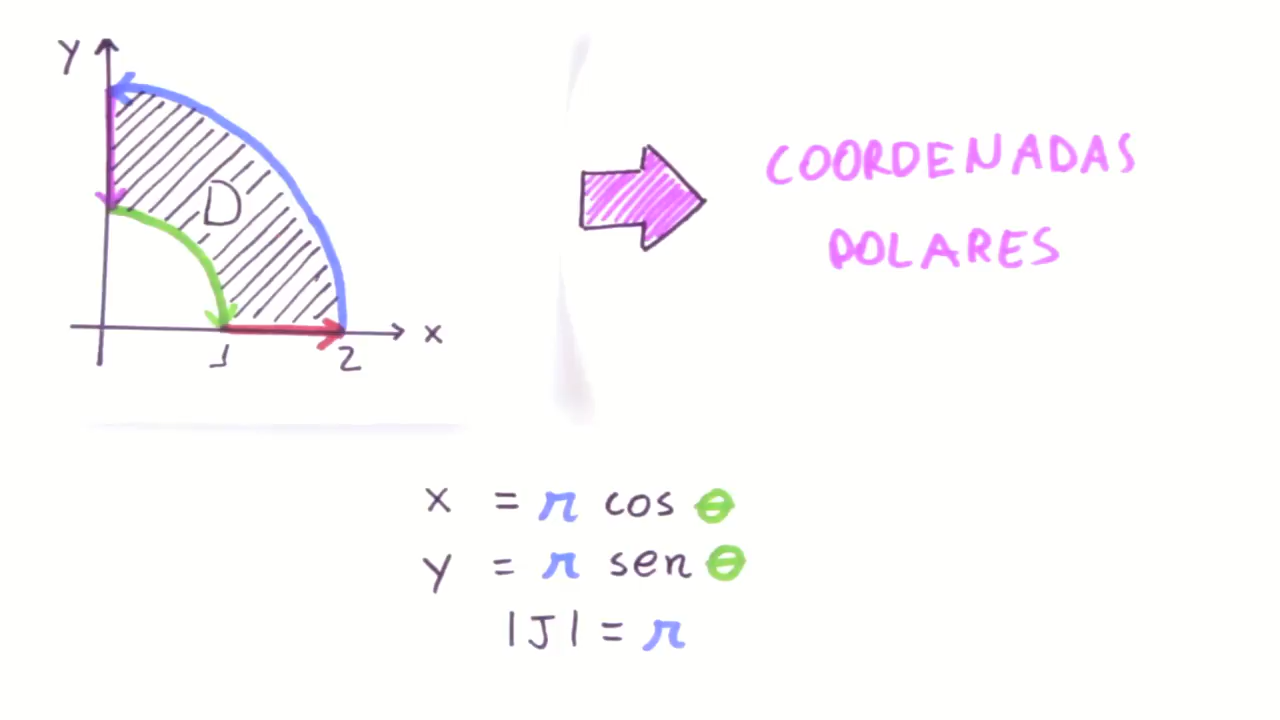 y
D
x
1
2
COORDENADAS
POLARES
x = r cos θ
y = r sen θ
|J| = r